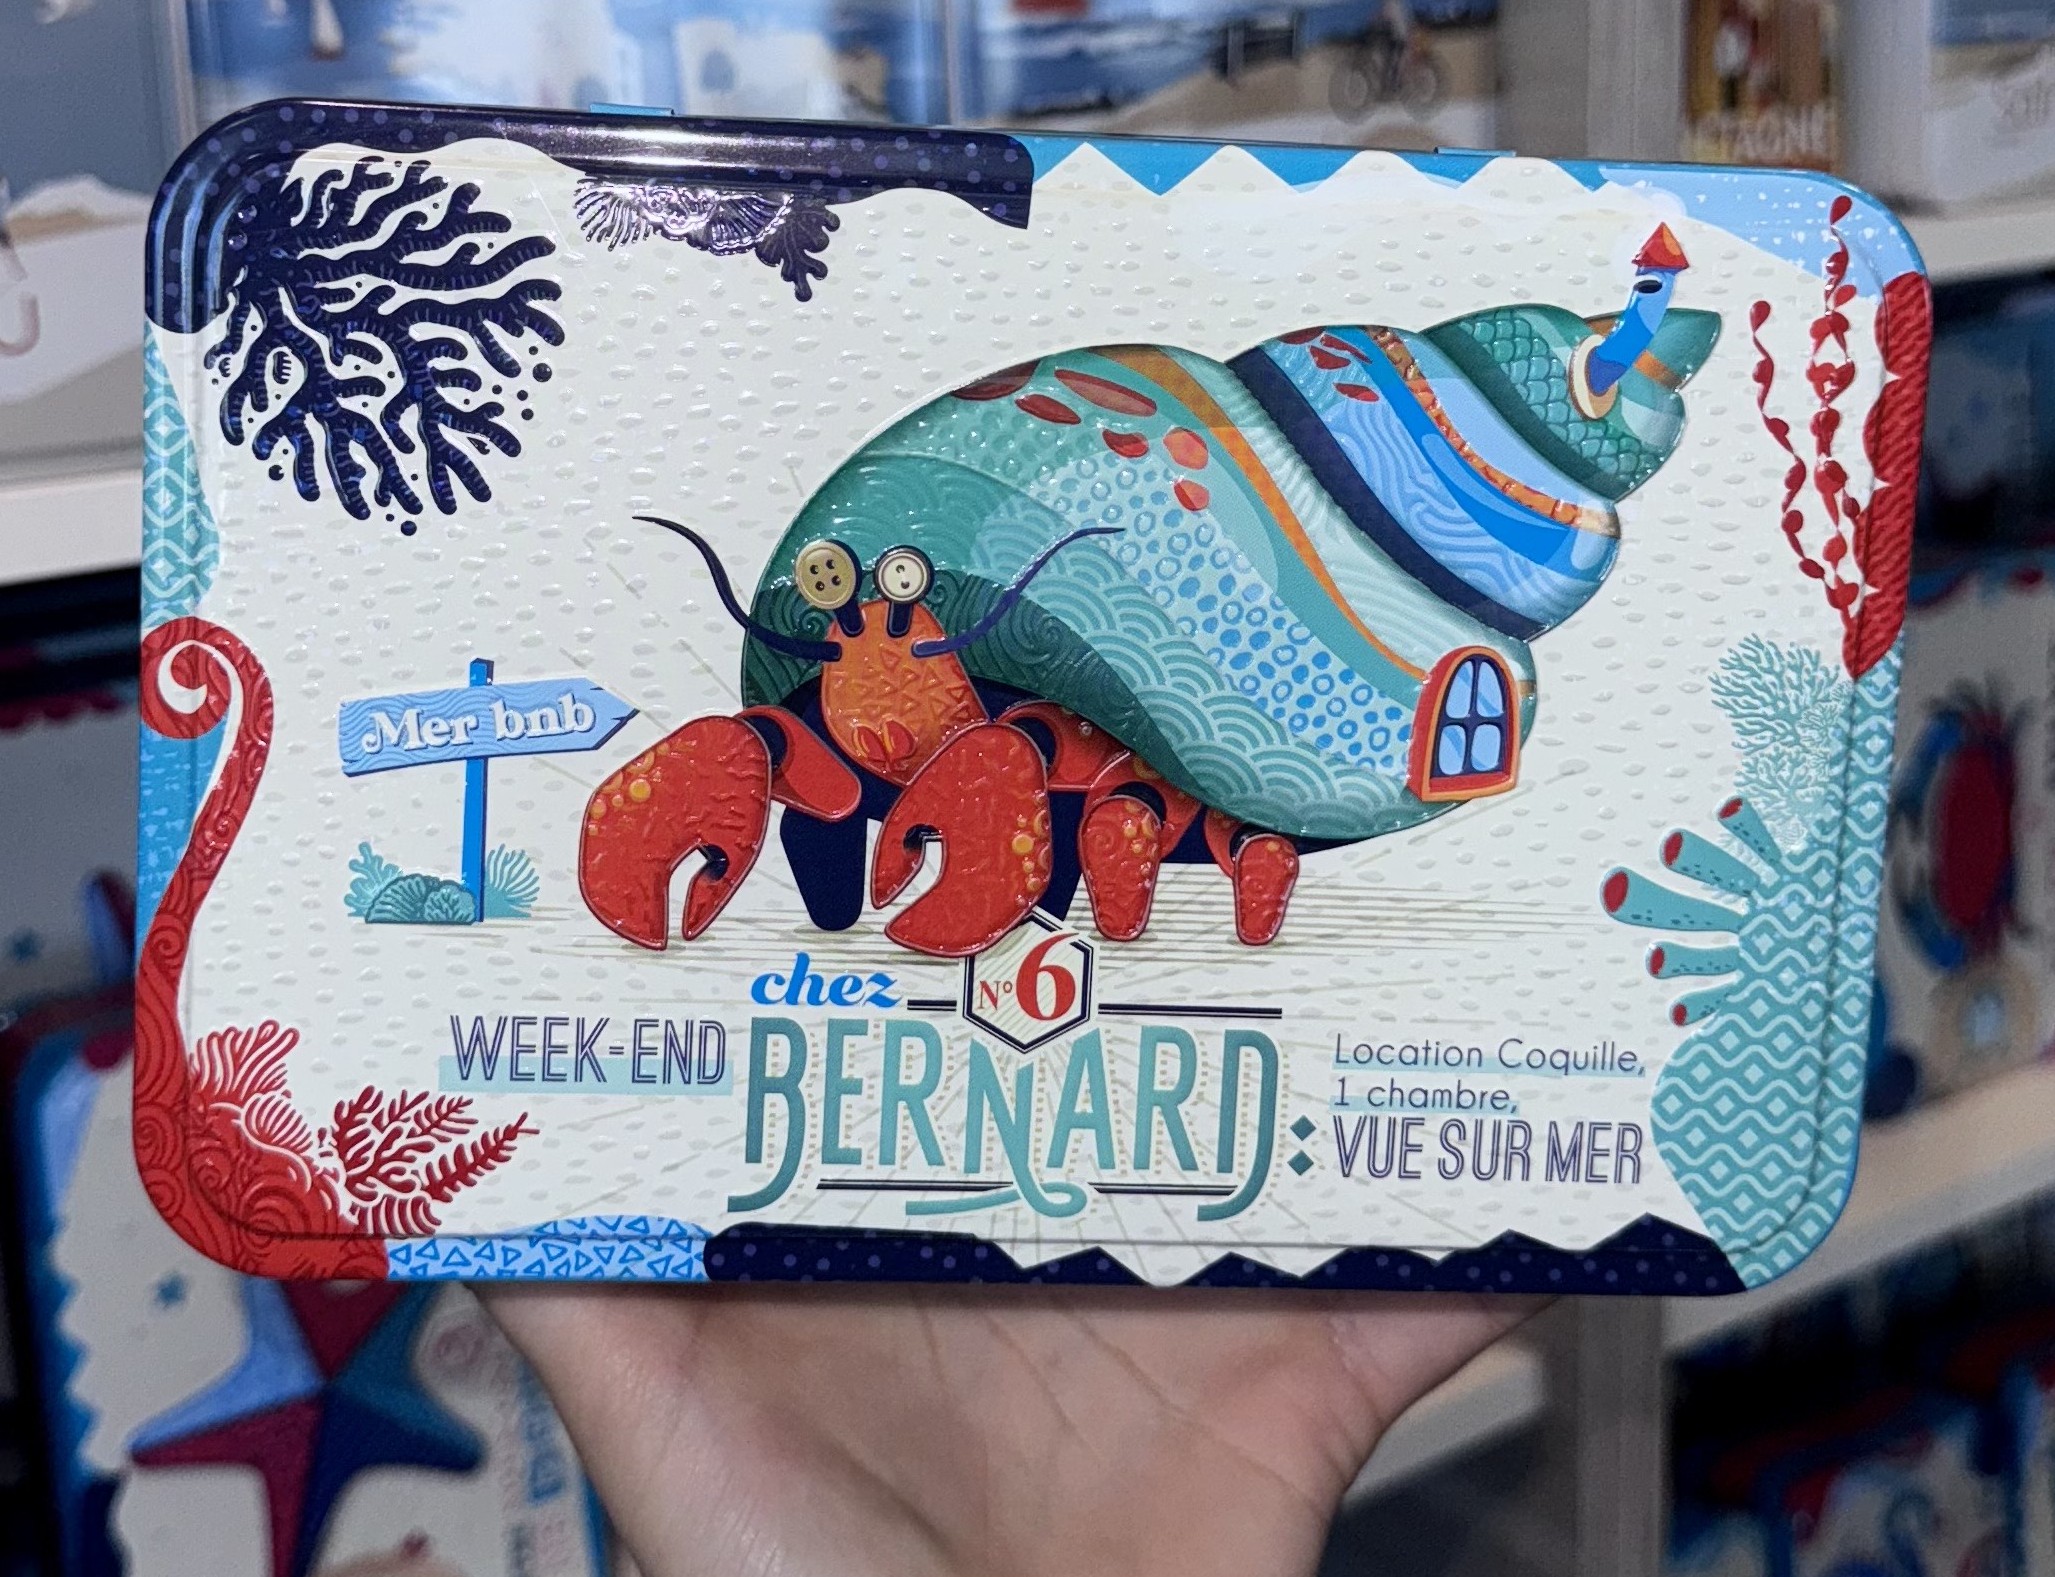 Mer bnb
chez
N° 6
WEEK-END
BERNARD :
Location Coquille,
1 chambre,
VUE SUR MER